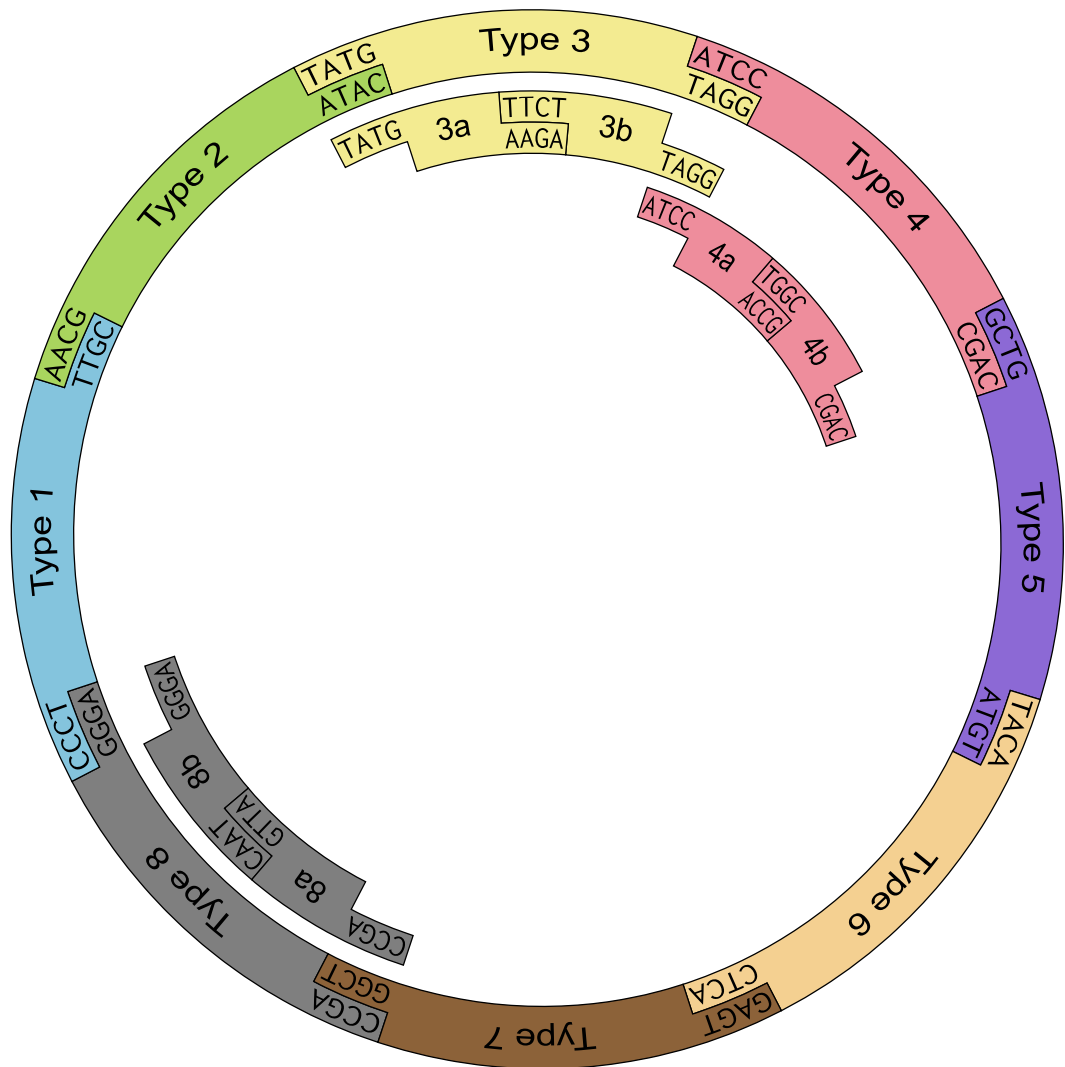 Type 1
AACG
TTGC
Type 2
TATG
ATAC
Type 3
ATCC
TAGG
Type 4
GCTG
CGAC
Type 5
TACA
ATGT
Type 6
GAGT
CTCA
Type 7
CCGA
GGCT
Type 8
CCCT
GGGA
TATG
3a
TTCT
AAGA
3b
TAGG
ATCC
4a
TGGC
ACCG
4b
CGAC
CCGA
8a
CAAT
GTTA
8b
GGGA